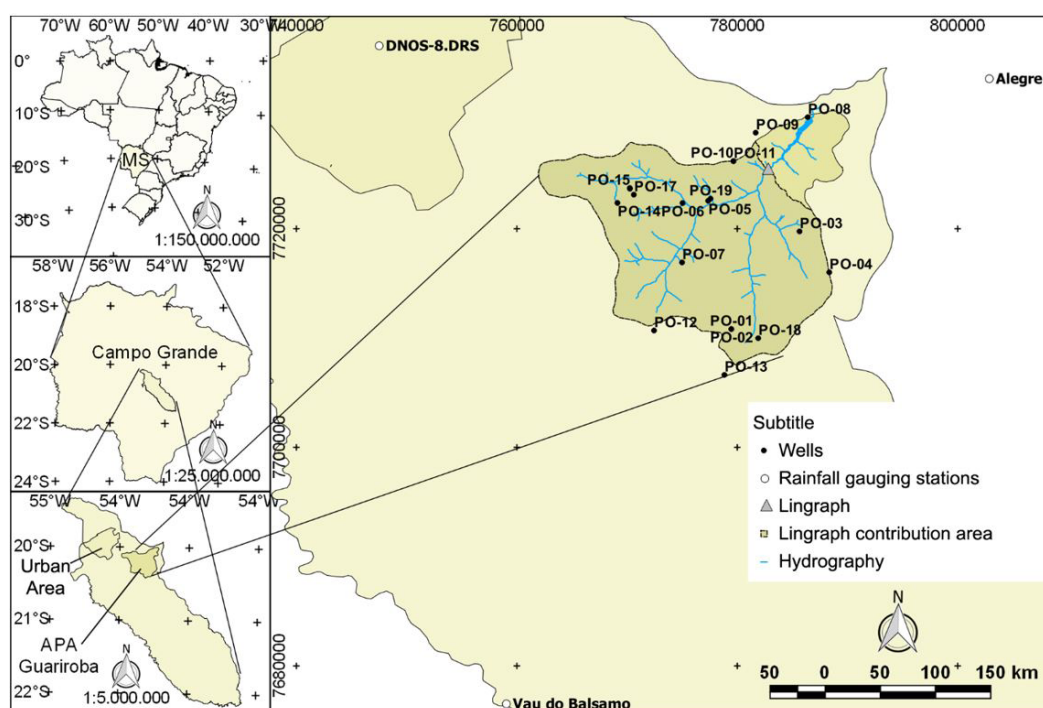 70°W 60°W 50°W 40°W 30°W
0°
10°S
20°S
30°S
MS
N
1:150.000.000
58°W 56°W 54°W 52°W
18°S
20°S
22°S
24°S
Campo Grande
N
1:25.000.000
55°W 54°W 54°W 54°W
20°S
21°S
22°S
Urban
Area
APA
Guariroba
N
1:5.000.000
740000 760000 780000 800000
7720000
7700000
7680000
DNOS-8.DRS
Alegre
PO-08
PO-09
PO-10 PO-11
PO-15 PO-17 PO-19
PO-14 PO-06 PO-05
PO-03
PO-07
PO-04
PO-12 PO-01
PO-02 PO-18
PO-13
Vau do Balsamo
Subtitle
Wells
Rainfall gauging stations
Lingraph
Lingraph contribution area
Hydrography
N
50 0 50 100 150 km